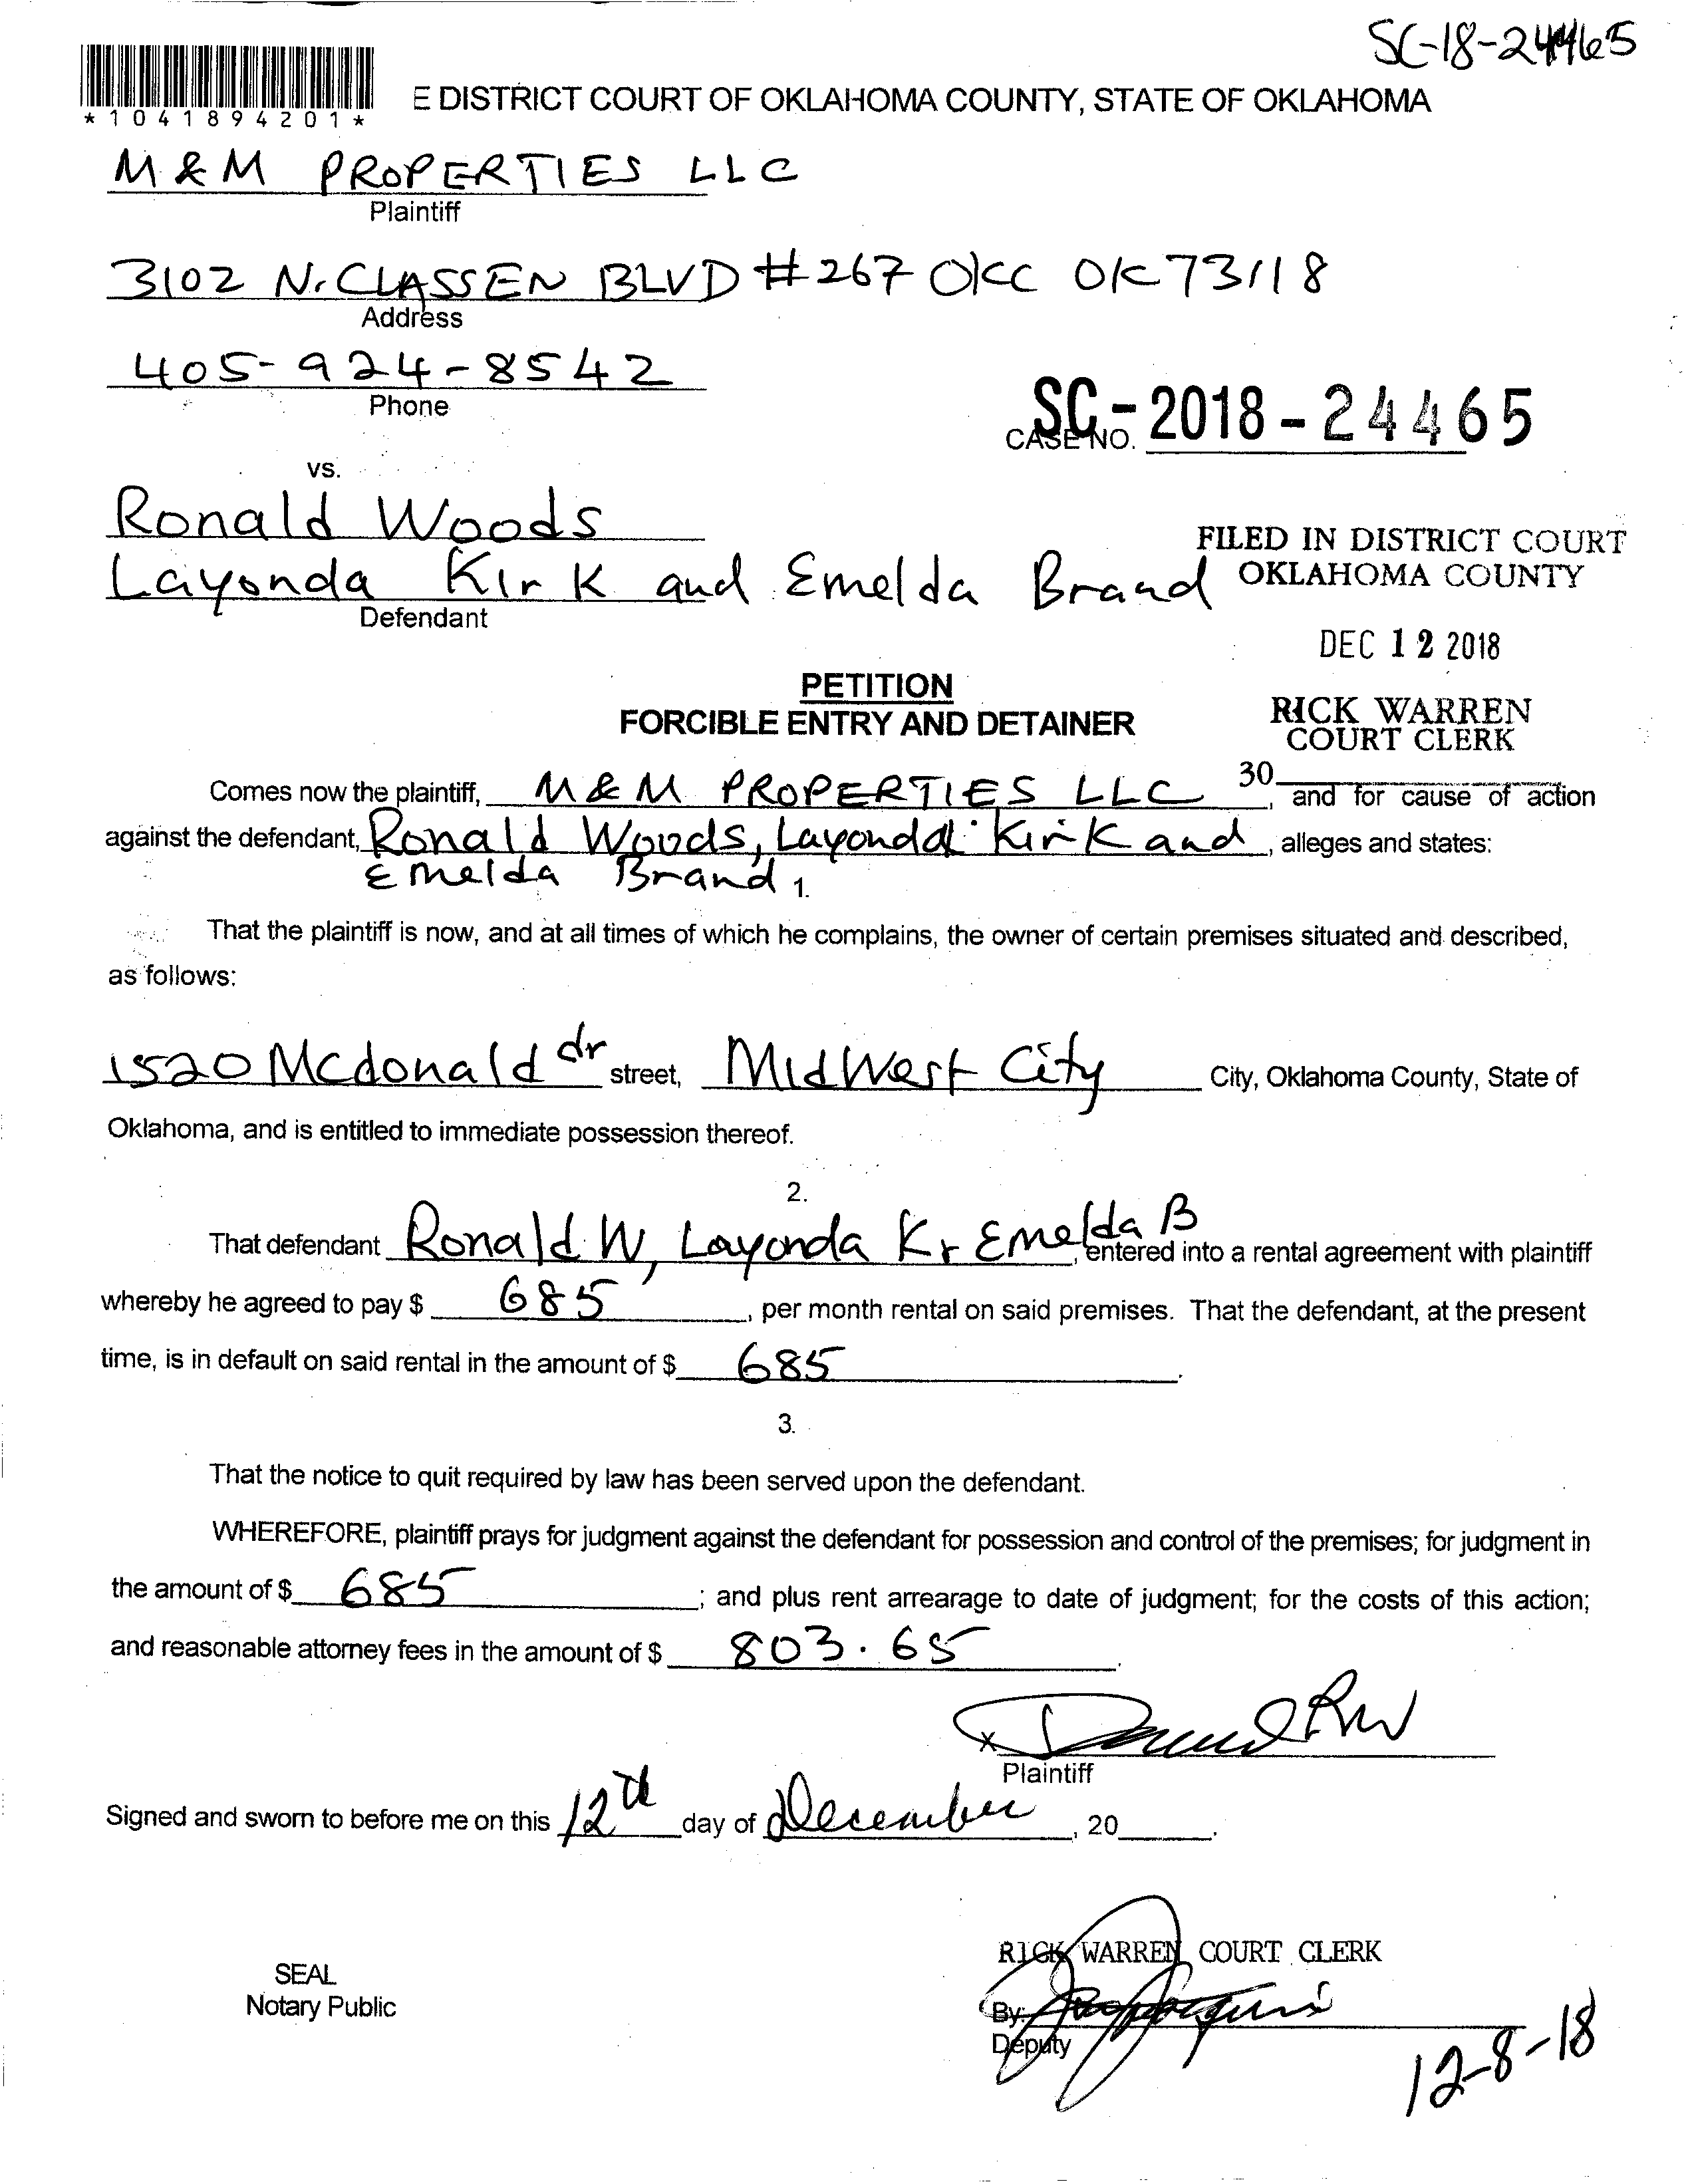 SC-18-24465
*1041894201*
E DISTRICT COURT OF OKLAHOMA COUNTY, STATE OF OKLAHOMA
M & M PROPERTIES LLC
Plaintiff
3102 N. CLASSEN BLVD #267 OKC OK 73118
Address
405-924-8542
Phone
SC-2018-24465
CASE NO.
vs.
Ronald Woods
Layonda Kirk and Emelda Brand
Defendant
FILED IN DISTRICT COURT
OKLAHOMA COUNTY
DEC 12 2018
RICK WARREN
COURT CLERK
30
PETITION
FORCIBLE ENTRY AND DETAINER
Comes now the plaintiff, M & M PROPERTIES LLC, and for cause of action
against the defendant, Ronald Woods, Layonda Kirk and, alleges and states:
Emelda Brand
1.
That the plaintiff is now, and at all times of which he complains, the owner of certain premises situated and described,
as follows:
1520 Mcdonald dr street, MidWest City City, Oklahoma County, State of
Oklahoma, and is entitled to immediate possession thereof.
2.
That defendant Ronald W, Layonda K, Emelda B, entered into a rental agreement with plaintiff
whereby he agreed to pay $ 685, per month rental on said premises. That the defendant, at the present
time, is in default on said rental in the amount of $ 685.
3.
That the notice to quit required by law has been served upon the defendant.
WHEREFORE, plaintiff prays for judgment against the defendant for possession and control of the premises; for judgment in
the amount of $ 685; and plus rent arrearage to date of judgment; for the costs of this action;
and reasonable attorney fees in the amount of $ 803.65.
x
Plaintiff
Signed and sworn to before me on this 12th day of December, 20.
RICK WARREN COURT CLERK
SEAL
Notary Public
By:
Deputy
12-8-18